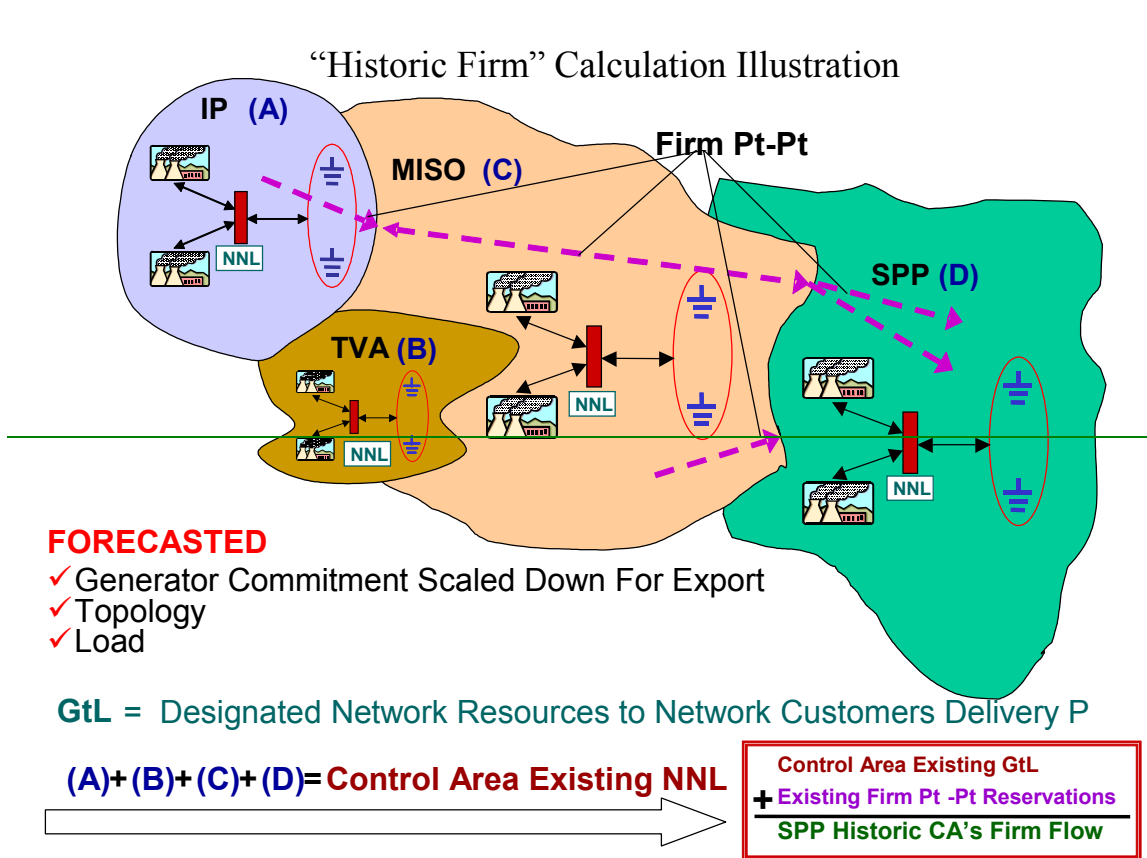 “Historic Firm” Calculation Illustration
IP (A)
Firm Pt-Pt
MISO (C)
NNL
SPP (D)
TVA (B)
NNL
NNL
NNL
FORECASTED
✓Generator Commitment Scaled Down For Export
✓Topology
✓Load
GtL = Designated Network Resources to Network Customers Delivery P
(A)+(B)+(C)+(D)=Control Area Existing NNL
Control Area Existing GtL
+ Existing Firm Pt -Pt Reservations
SPP Historic CA's Firm Flow